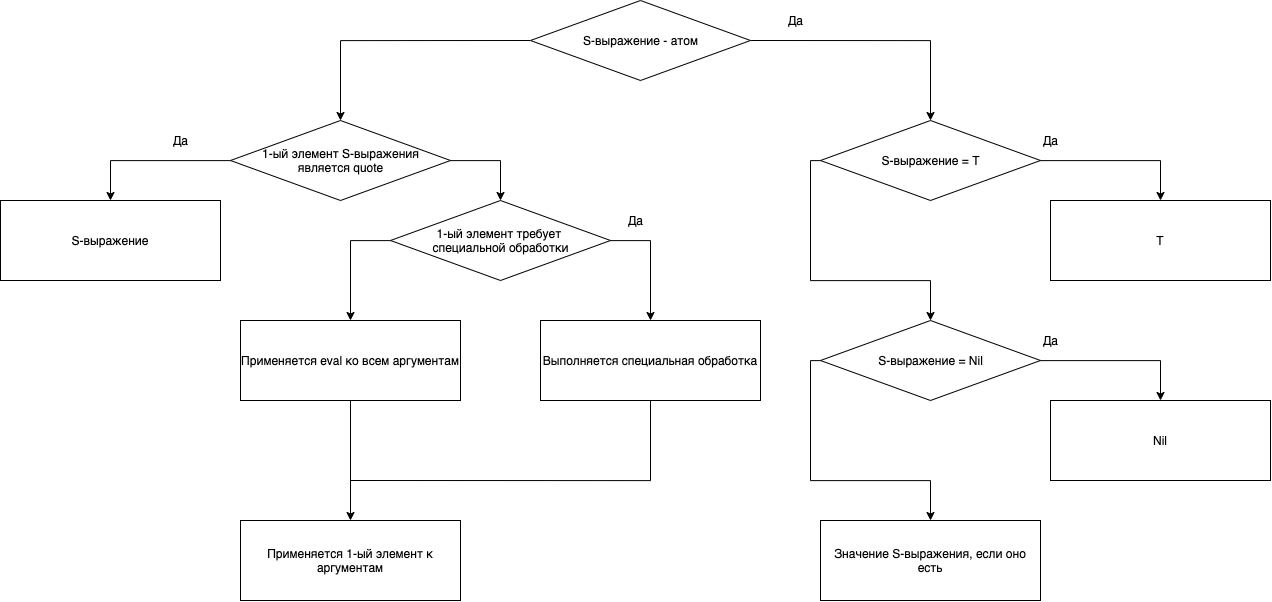 S-выражение - атом
Да
Да
1-ый элемент S-выражения
является quote
S-выражение = T
Да
S-выражение
1-ый элемент требует
специальной обработки
Да
T
Применяется eval ко всем аргументам
Выполняется специальная обработка
S-выражение = Nil
Да
Nil
Применяется 1-ый элемент к
аргументам
Значение S-выражения, если оно
есть